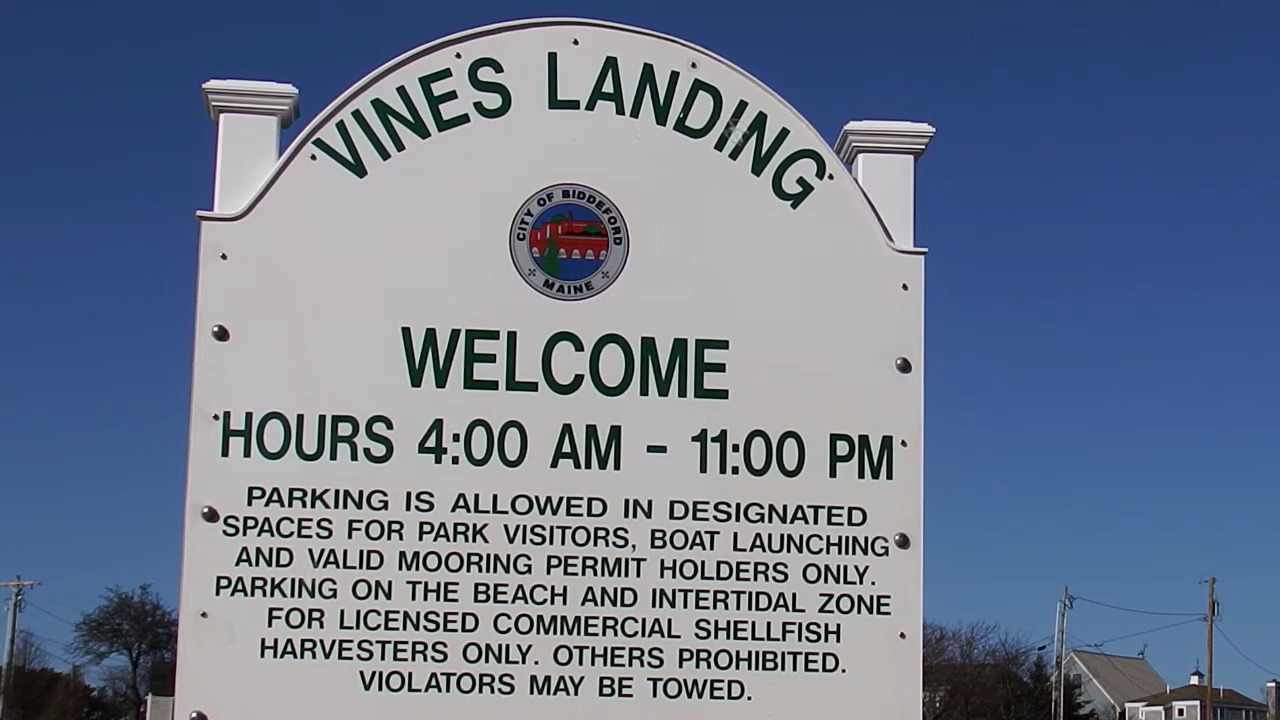 VINES LANDING
CITY OF BIDDEFORD
MAINE
WELCOME
HOURS 4:00 AM - 11:00 PM
PARKING IS ALLOWED IN DESIGNATED
SPACES FOR PARK VISITORS, BOAT LAUNCHING
AND VALID MOORING PERMIT HOLDERS ONLY.
PARKING ON THE BEACH AND INTERTIDAL ZONE
FOR LICENSED COMMERCIAL SHELLFISH
HARVESTERS ONLY. OTHERS PROHIBITED.
VIOLATORS MAY BE TOWED.